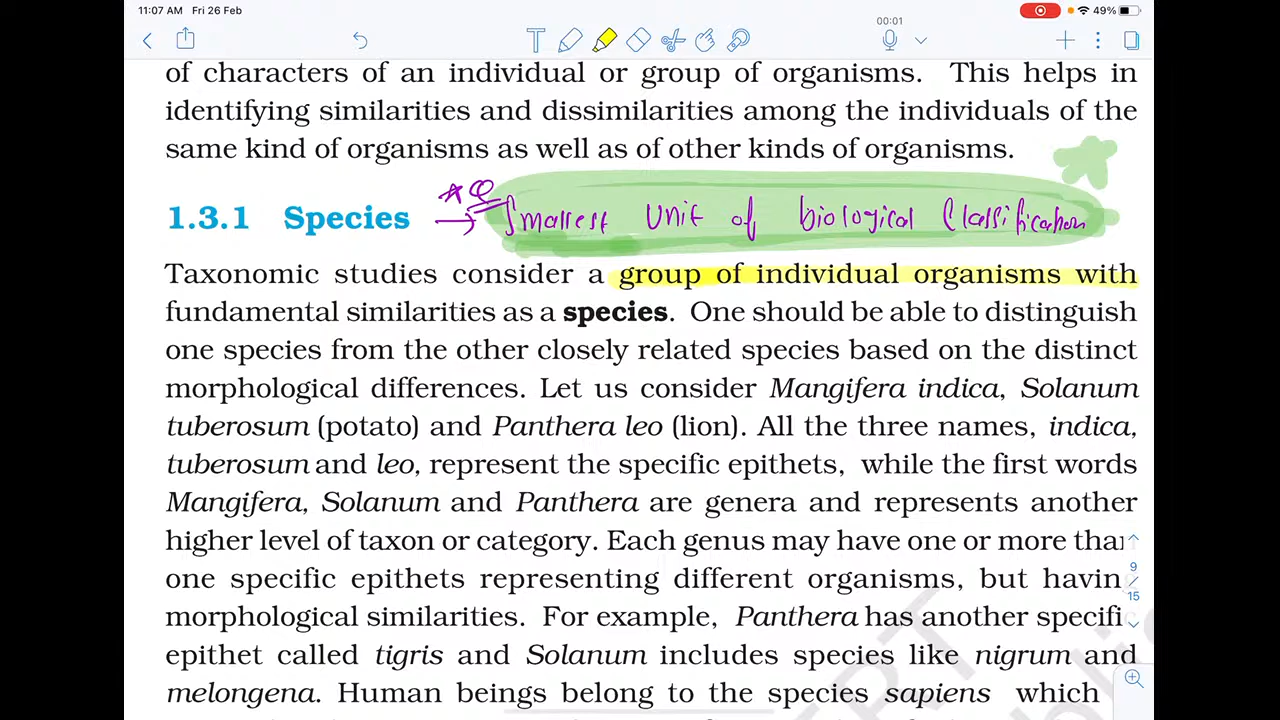 11:07 AM Fri 26 Feb
49%
00:01
T
of characters of an individual or group of organisms. This helps in
identifying similarities and dissimilarities among the individuals of the
same kind of organisms as well as of other kinds of organisms.
1.3.1 Species → *Q Smallest Unit of biological Classification
Taxonomic studies consider a group of individual organisms with
fundamental similarities as a species. One should be able to distinguish
one species from the other closely related species based on the distinct
morphological differences. Let us consider Mangifera indica, Solanum
tuberosum (potato) and Panthera leo (lion). All the three names, indica,
tuberosum and leo, represent the specific epithets, while the first words
Mangifera, Solanum and Panthera are genera and represents another
higher level of taxon or category. Each genus may have one or more than
one specific epithets representing different organisms, but having
morphological similarities. For example, Panthera has another specifi
epithet called tigris and Solanum includes species like nigrum and
melongena. Human beings belong to the species sapiens which
9
/
15